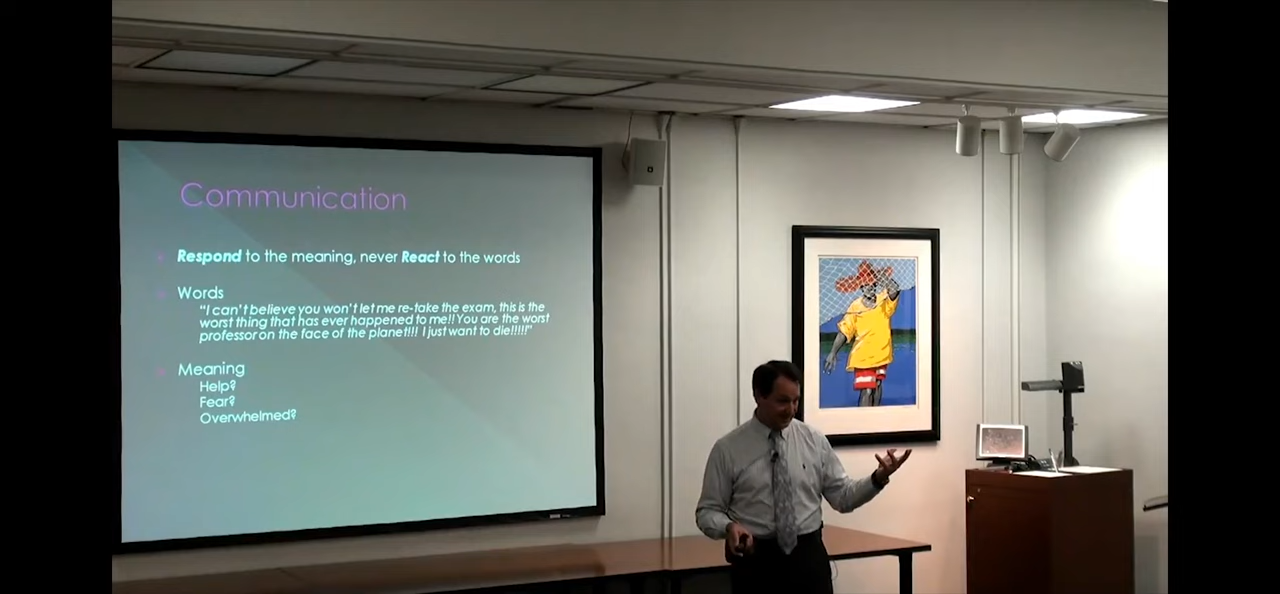 Communication
Respond to the meaning, never React to the words
Words
"I can't believe you won't let me re-take the exam, this is the
worst thing that has ever happened to me!! You are the worst
professor on the face of the planet!!! I just want to die!!!!!"
Meaning
Help?
Fear?
Overwhelmed?